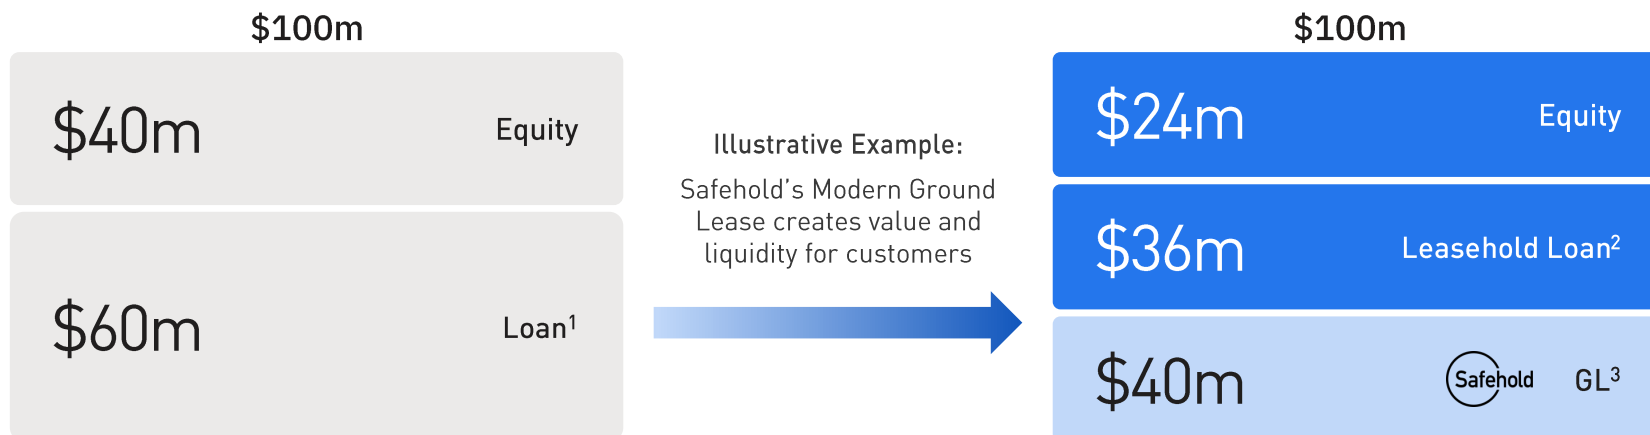 $100m
$40m Equity
$60m Loan¹
Illustrative Example:
Safehold’s Modern Ground
Lease creates value and
liquidity for customers
$100m
$24m Equity
$36m Leasehold Loan²
$40m Safehold GL³